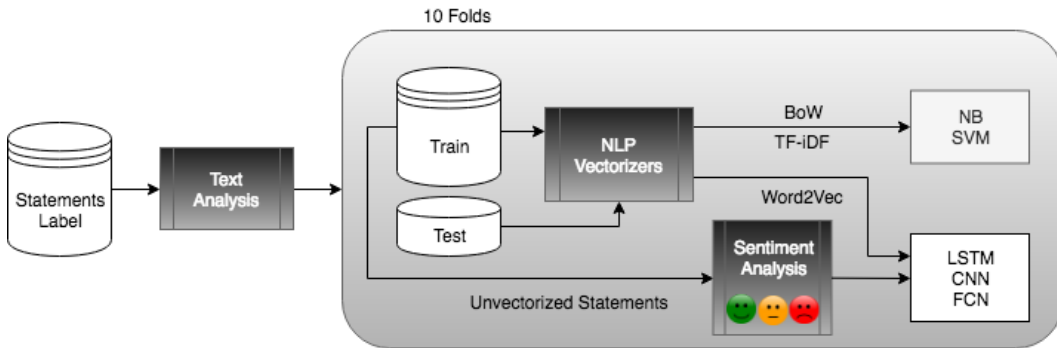 10 Folds
Statements
Label
Text
Analysis
Train
Test
NLP
Vectorizers
BoW
TF-iDF
Word2Vec
NB
SVM
Unvectorized Statements
Sentiment
Analysis
LSTM
CNN
FCN